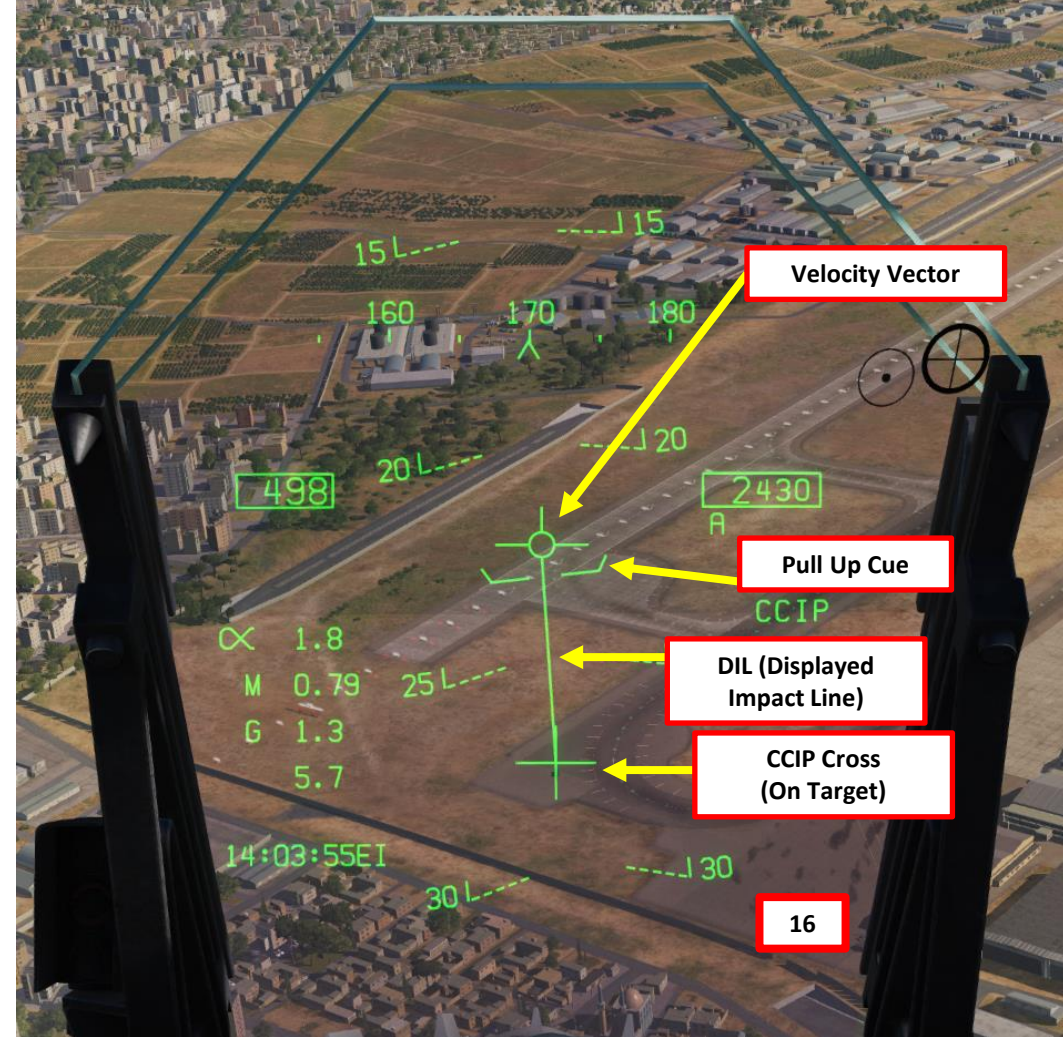 15 15
Velocity Vector
160 170 180
20 20
498
2430
A
Pull Up Cue
CCIP
α 1.8
M 0.79
G 1.3
5.7
25
DIL (Displayed
Impact Line)
CCIP Cross
(On Target)
14:03:55EI
30 30
16